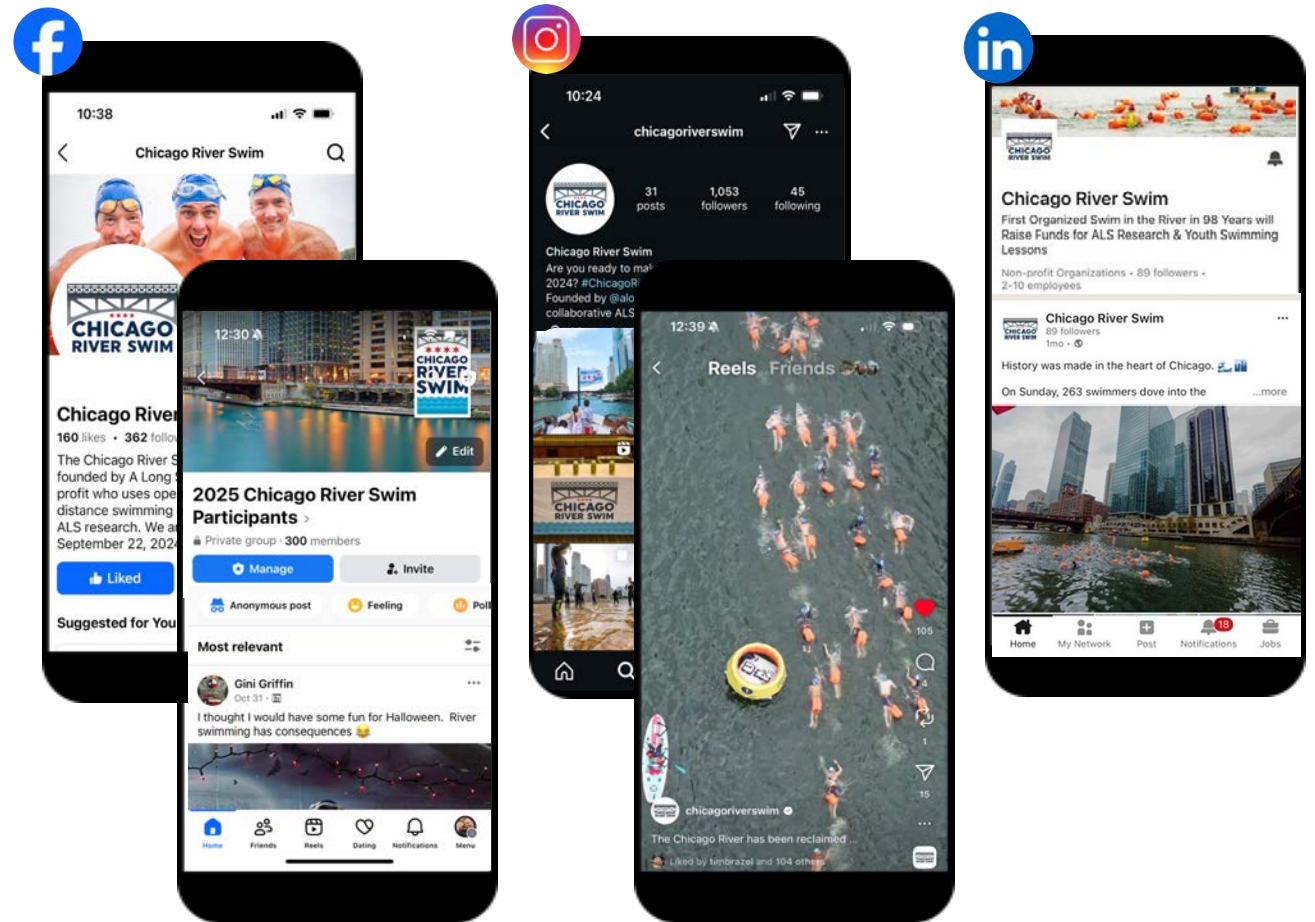 10:38
Chicago River Swim
CHICAGO
RIVER SWIM
Chicago River
160 likes • 362
The Chicago River S
founded by A Long
profit who uses ope
distance swimming
ALS research. We a
September 22, 202
Liked
Suggested for You
12:30
CHICAGO
RIVER
SWIM
Edit
2025 Chicago River Swim
Participants >
Private group · 300 members
Manage
Invite
Anonymous post
Feeling
Poll
Most relevant
Gini Griffin
Oct 31
I thought I would have some fun for Halloween. River
swimming has consequences 😂
Home
Friends
Reels
Dating
Notifications
Menu
10:24
chicagoriverswim
CHICAGO
RIVER SWIM
31
posts
1,053
followers
45
following
Chicago River Swim
Are you ready to mak
2024? #ChicagoR
Founded by @alo
collaborative ALS
CHICAGO
RIVER SWIM
12:39
Reels Friends
105
4
1
15
chicagoriverswim
The Chicago River has been reclaimed ...
Liked by timbrazel and 104 others
in
CHICAGO
RIVER SWIM
Chicago River Swim
First Organized Swim in the River in 98 Years will
Raise Funds for ALS Research & Youth Swimming
Lessons
Non-profit Organizations • 89 followers •
2-10 employees
CHICAGO
RIVER SWIM
Chicago River Swim
89 followers
1mo •
History was made in the heart of Chicago.
On Sunday, 263 swimmers dove into the ...more
18
Home
My Network
Post
Notifications
Jobs